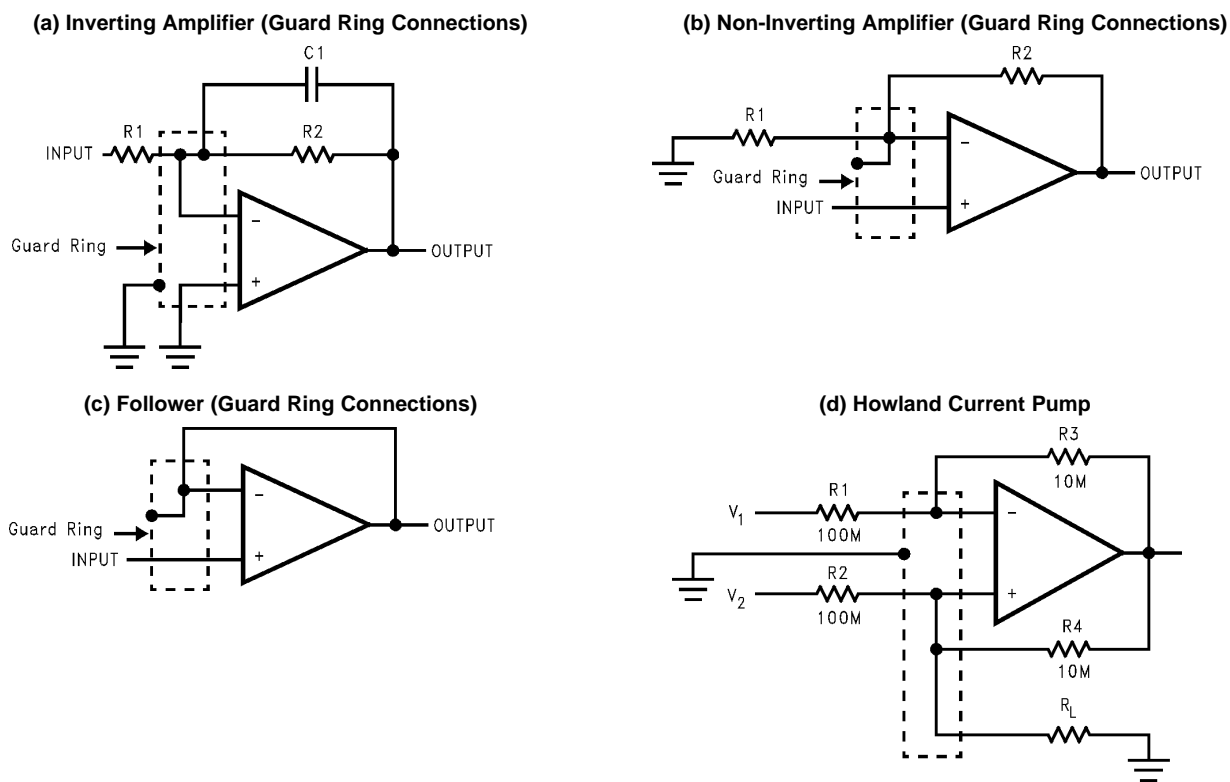 (a) Inverting Amplifier (Guard Ring Connections)
C1
R1
INPUT
R2
-
+
Guard Ring
OUTPUT
(b) Non-Inverting Amplifier (Guard Ring Connections)
R2
R1
-
+
Guard Ring
INPUT
OUTPUT
(c) Follower (Guard Ring Connections)
-
+
Guard Ring
INPUT
OUTPUT
(d) Howland Current Pump
R3
10M
R1
V1
100M
-
R2
V2
100M
+
R4
10M
RL